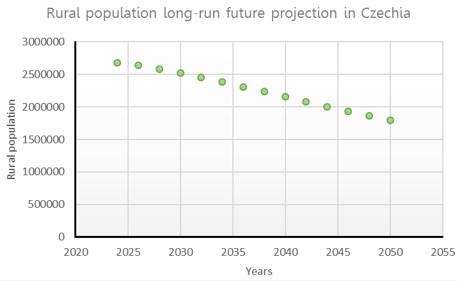 Rural population long-run future projection in Czechia
3000000
2500000
2000000
1500000
1000000
500000
0
Rural population
2020 2025 2030 2035 2040 2045 2050 2055
Years